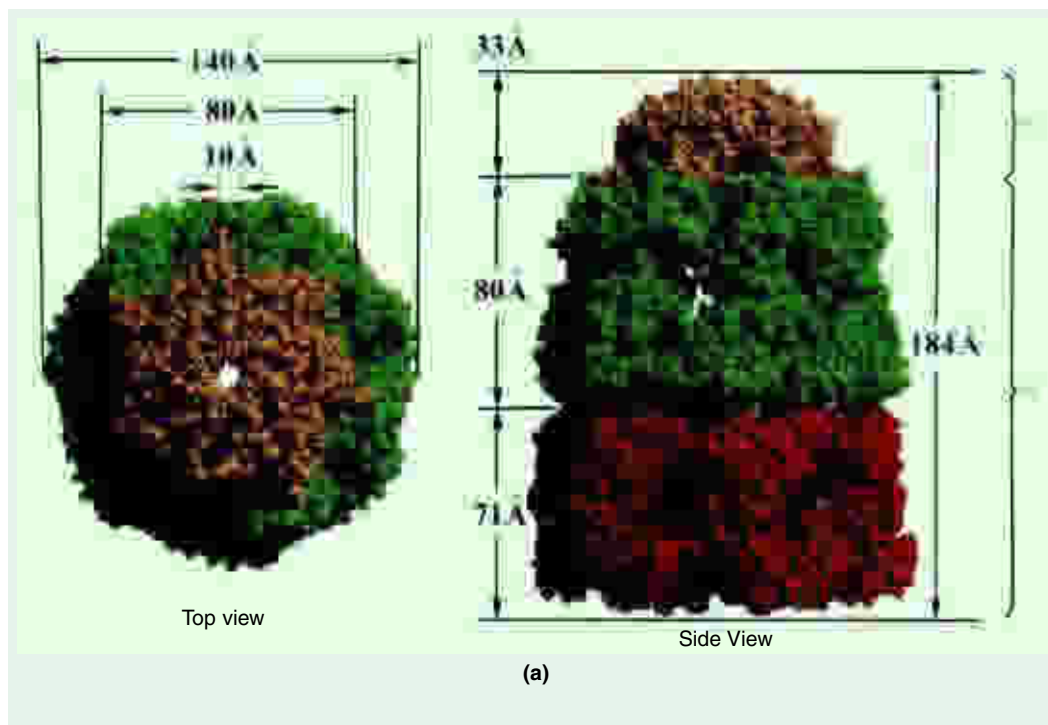 140 Å
80 Å
10 Å
Top view
33 Å
80 Å
71 Å
184 Å
Side View
(a)